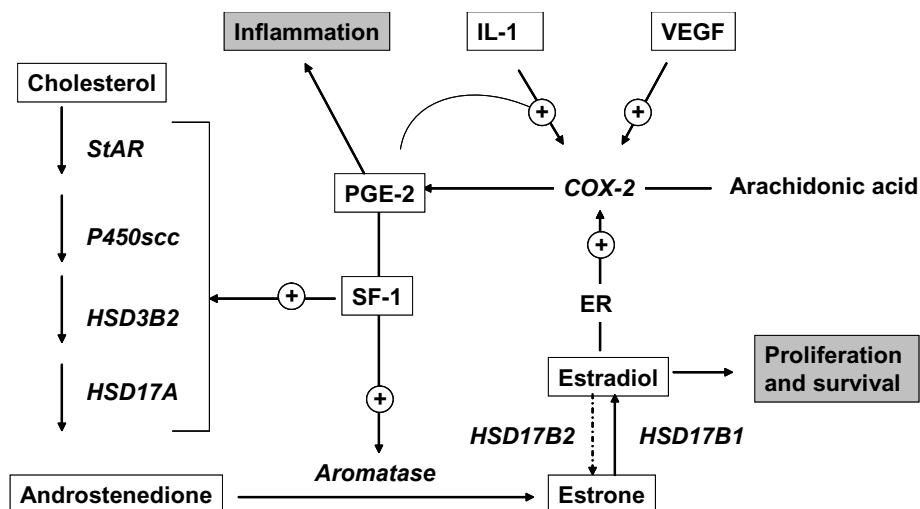 Inflammation
IL-1
VEGF
Cholesterol
+
+
StAR
PGE-2
COX-2
Arachidonic acid
P450scc
+
SF-1
+
ER
HSD3B2
Proliferation
and survival
Estradiol
HSD17A
+
HSD17B2
HSD17B1
Aromatase
Androstenedione
Estrone